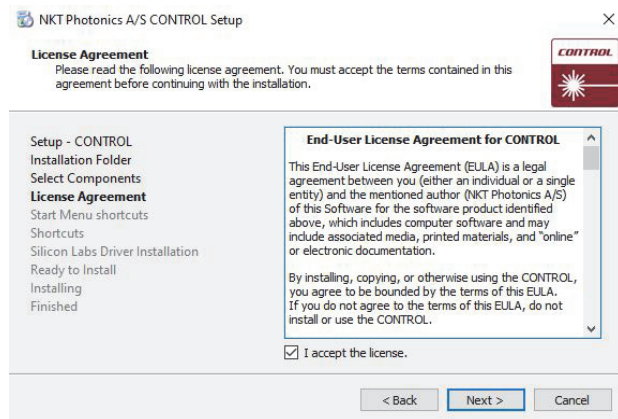 NKT Photonics A/S CONTROL Setup
License Agreement
Please read the following license agreement. You must accept the terms contained in this
agreement before continuing with the installation.
CONTROL
Setup - CONTROL
Installation Folder
Select Components
License Agreement
Start Menu shortcuts
Shortcuts
Silicon Labs Driver Installation
Ready to Install
Installing
Finished
End-User License Agreement for CONTROL
This End-User License Agreement (EULA) is a legal
agreement between you (either an individual or a single
entity) and the mentioned author (NKT Photonics A/S)
of this Software for the software product identified
above, which includes computer software and may
include associated media, printed materials, and “online”
or electronic documentation.
By installing, copying, or otherwise using the CONTROL,
you agree to be bounded by the terms of this EULA.
If you do not agree to the terms of this EULA, do not
install or use the CONTROL.
I accept the license.
< Back
Next >
Cancel